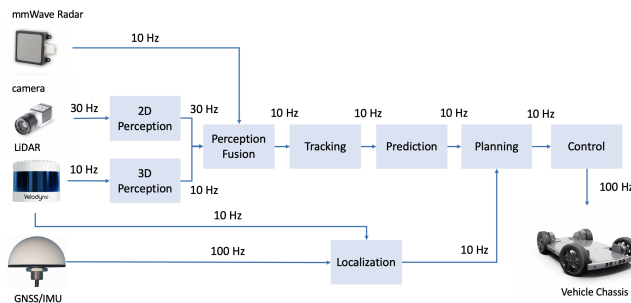 mmWave Radar
10 Hz
camera
30 Hz
2D
Perception
30 Hz
LiDAR
10 Hz
3D
Perception
10 Hz
Velodyne
Perception
Fusion
10 Hz
Tracking
10 Hz
Prediction
10 Hz
Planning
10 Hz
Control
100 Hz
10 Hz
100 Hz
Localization
10 Hz
GNSS/IMU
Vehicle Chassis